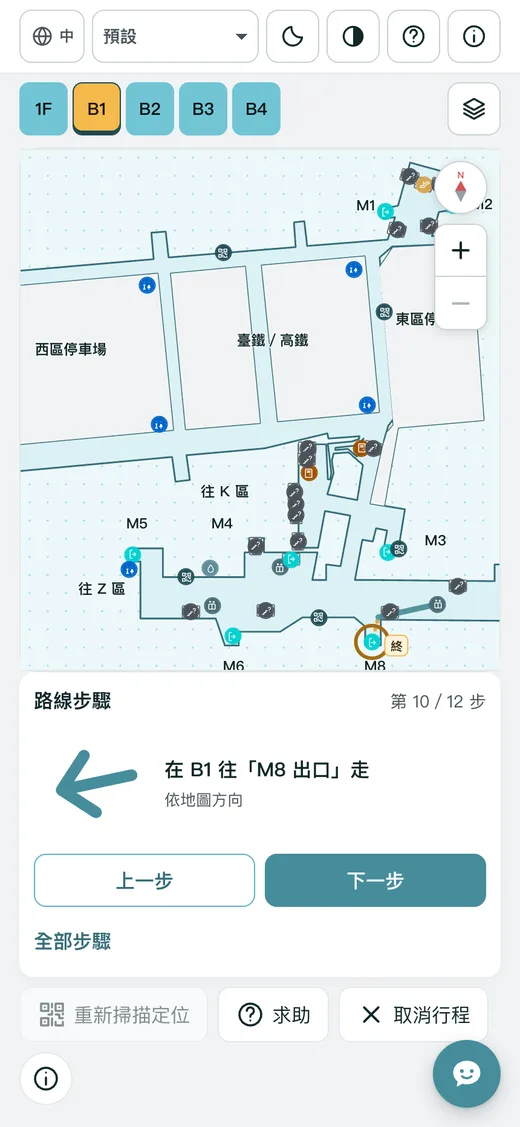 中 預設
1F B1 B2 B3 B4
N
M1
西區停車場
臺鐵 / 高鐵
東區停
往 K 區
M5 M4
M3
往 Z 區
終
M6 M8
路線步驟 第 10 / 12 步
在 B1 往「M8 出口」走
依地圖方向
上一步 下一步
全部步驟
重新掃描定位 求助 取消行程